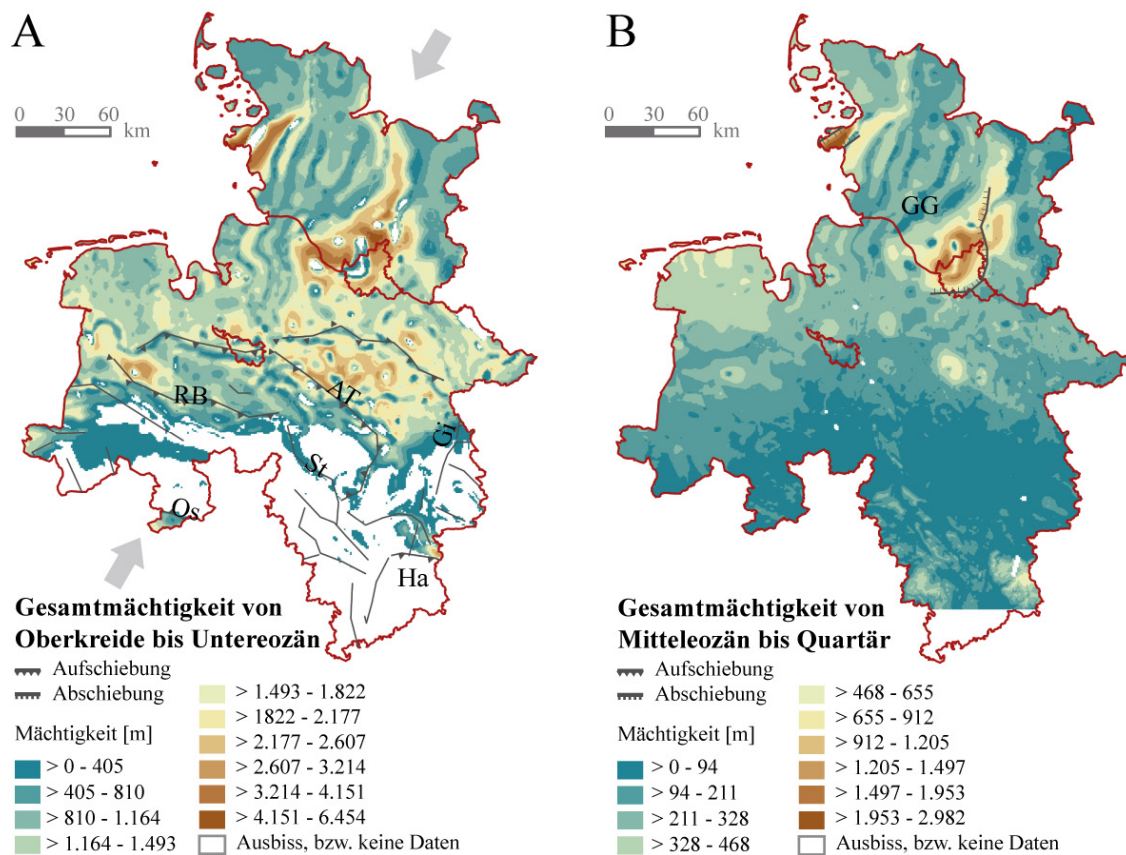 A
0 30 60
km
RB
AT
Gi
St
Os
Ha
Gesamtmächtigkeit von
Oberkreide bis Untereozän
Aufschiebung
Abschiebung
Mächtigkeit [m]
> 0 - 405
> 405 - 810
> 810 - 1.164
> 1.164 - 1.493
> 1.493 - 1.822
> 1822 - 2.177
> 2.177 - 2.607
> 2.607 - 3.214
> 3.214 - 4.151
> 4.151 - 6.454
Ausbiss, bzw. keine Daten
B
0 30 60
km
GG
Gesamtmächtigkeit von
Mitteleozän bis Quartär
Aufschiebung
Abschiebung
Mächtigkeit [m]
> 0 - 94
> 94 - 211
> 211 - 328
> 328 - 468
> 468 - 655
> 655 - 912
> 912 - 1.205
> 1.205 - 1.497
> 1.497 - 1.953
> 1.953 - 2.982
Ausbiss, bzw. keine Daten